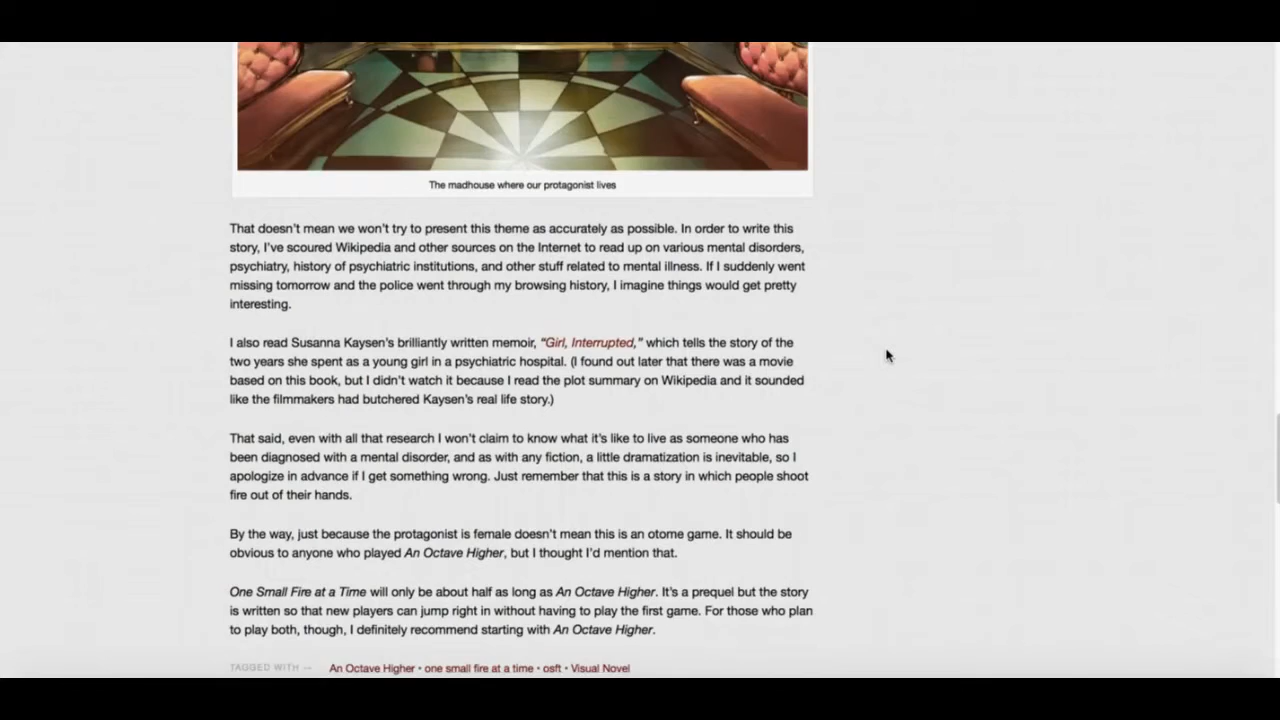 The madhouse where our protagonist lives
That doesn't mean we won't try to present this theme as accurately as possible. In order to write this
story, I've scoured Wikipedia and other sources on the Internet to read up on various mental disorders,
psychiatry, history of psychiatric institutions, and other stuff related to mental illness. If I suddenly went
missing tomorrow and the police went through my browsing history, I imagine things would get pretty
interesting.
I also read Susanna Kaysen's brilliantly written memoir, “Girl, Interrupted,” which tells the story of the
two years she spent as a young girl in a psychiatric hospital. (I found out later that there was a movie
based on this book, but I didn't watch it because I read the plot summary on Wikipedia and it sounded
like the filmmakers had butchered Kaysen's real life story.)
That said, even with all that research I won't claim to know what it's like to live as someone who has
been diagnosed with a mental disorder, and as with any fiction, a little dramatization is inevitable, so I
apologize in advance if I get something wrong. Just remember that this is a story in which people shoot
fire out of their hands.
By the way, just because the protagonist is female doesn't mean this is an otome game. It should be
obvious to anyone who played An Octave Higher, but I thought I'd mention that.
One Small Fire at a Time will only be about half as long as An Octave Higher. It's a prequel but the story
is written so that new players can jump right in without having to play the first game. For those who plan
to play both, though, I definitely recommend starting with An Octave Higher.
TAGGED WITH → An Octave Higher • one small fire at a time • osft • Visual Novel